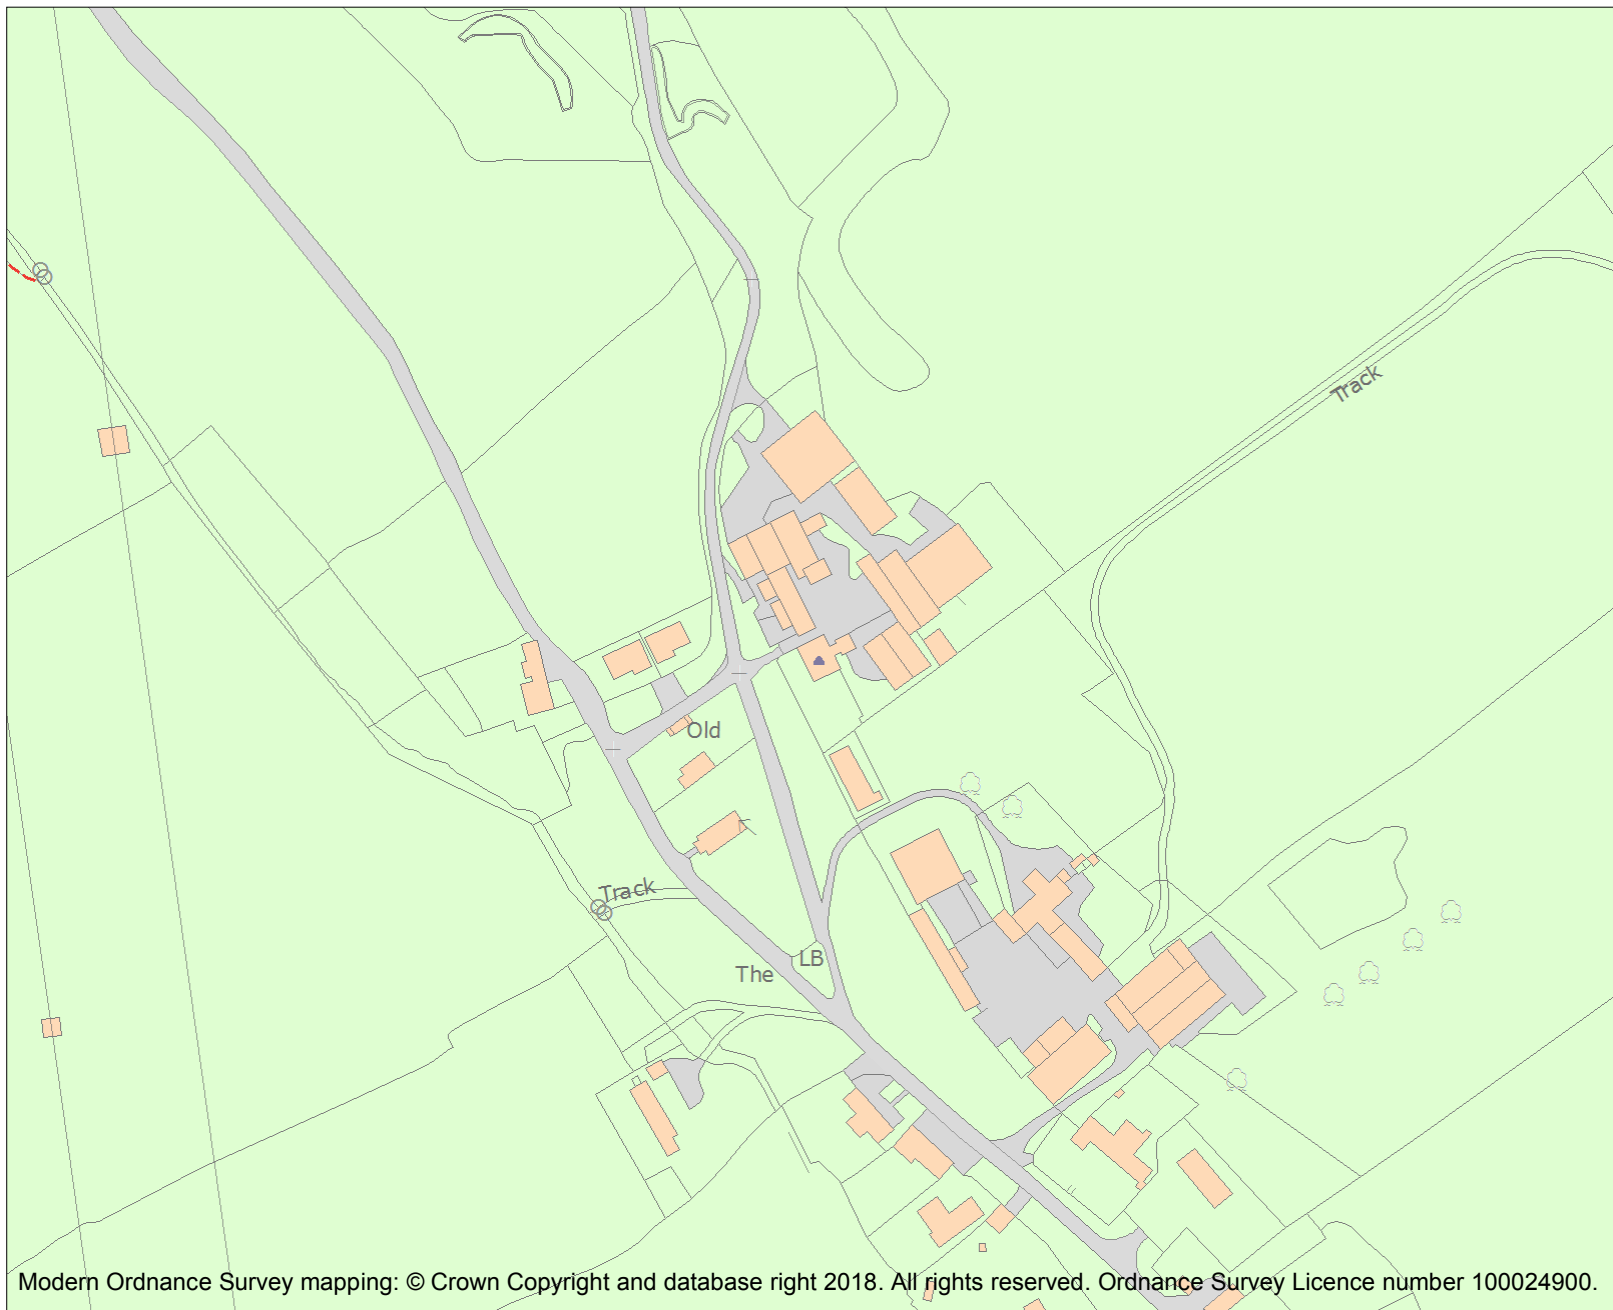 Track
Old
Track
LB
The
Modern Ordnance Survey mapping: © Crown Copyright and database right 2018. All rights reserved. Ordnance Survey Licence number 100024900.